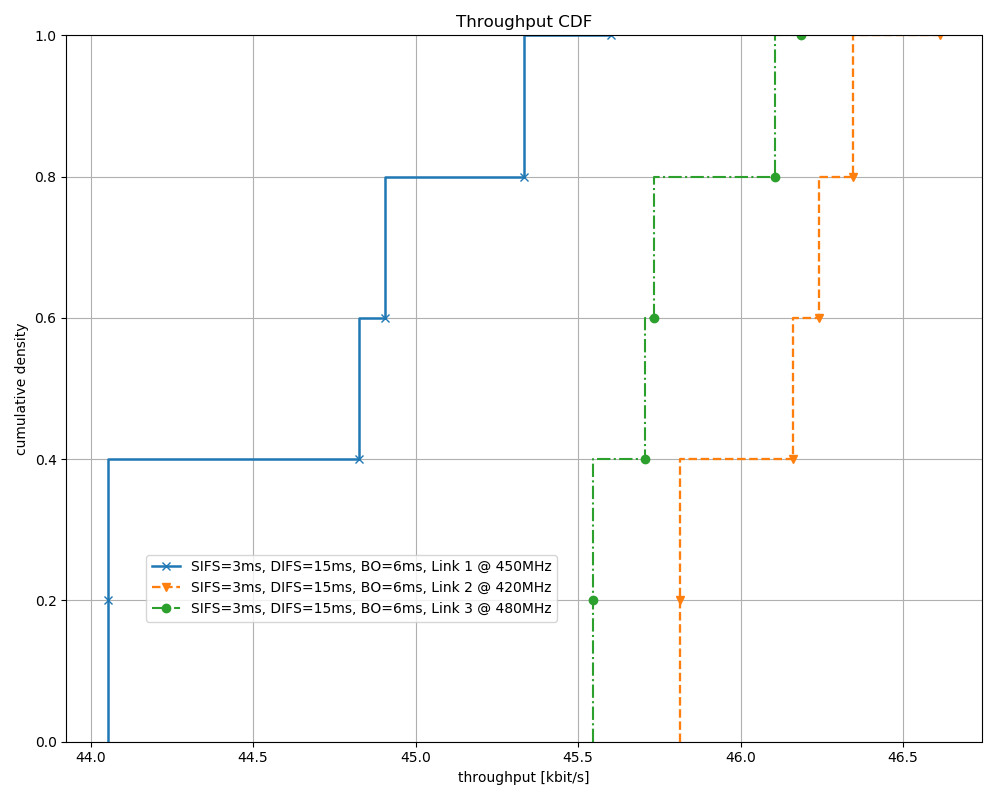 Throughput CDF
1.0
0.8
0.6
0.4
0.2
0.0
cumulative density
SIFS=3ms, DIFS=15ms, BO=6ms, Link 1 @ 450MHz
SIFS=3ms, DIFS=15ms, BO=6ms, Link 2 @ 420MHz
SIFS=3ms, DIFS=15ms, BO=6ms, Link 3 @ 480MHz
44.0 44.5 45.0 45.5 46.0 46.5
throughput [kbit/s]